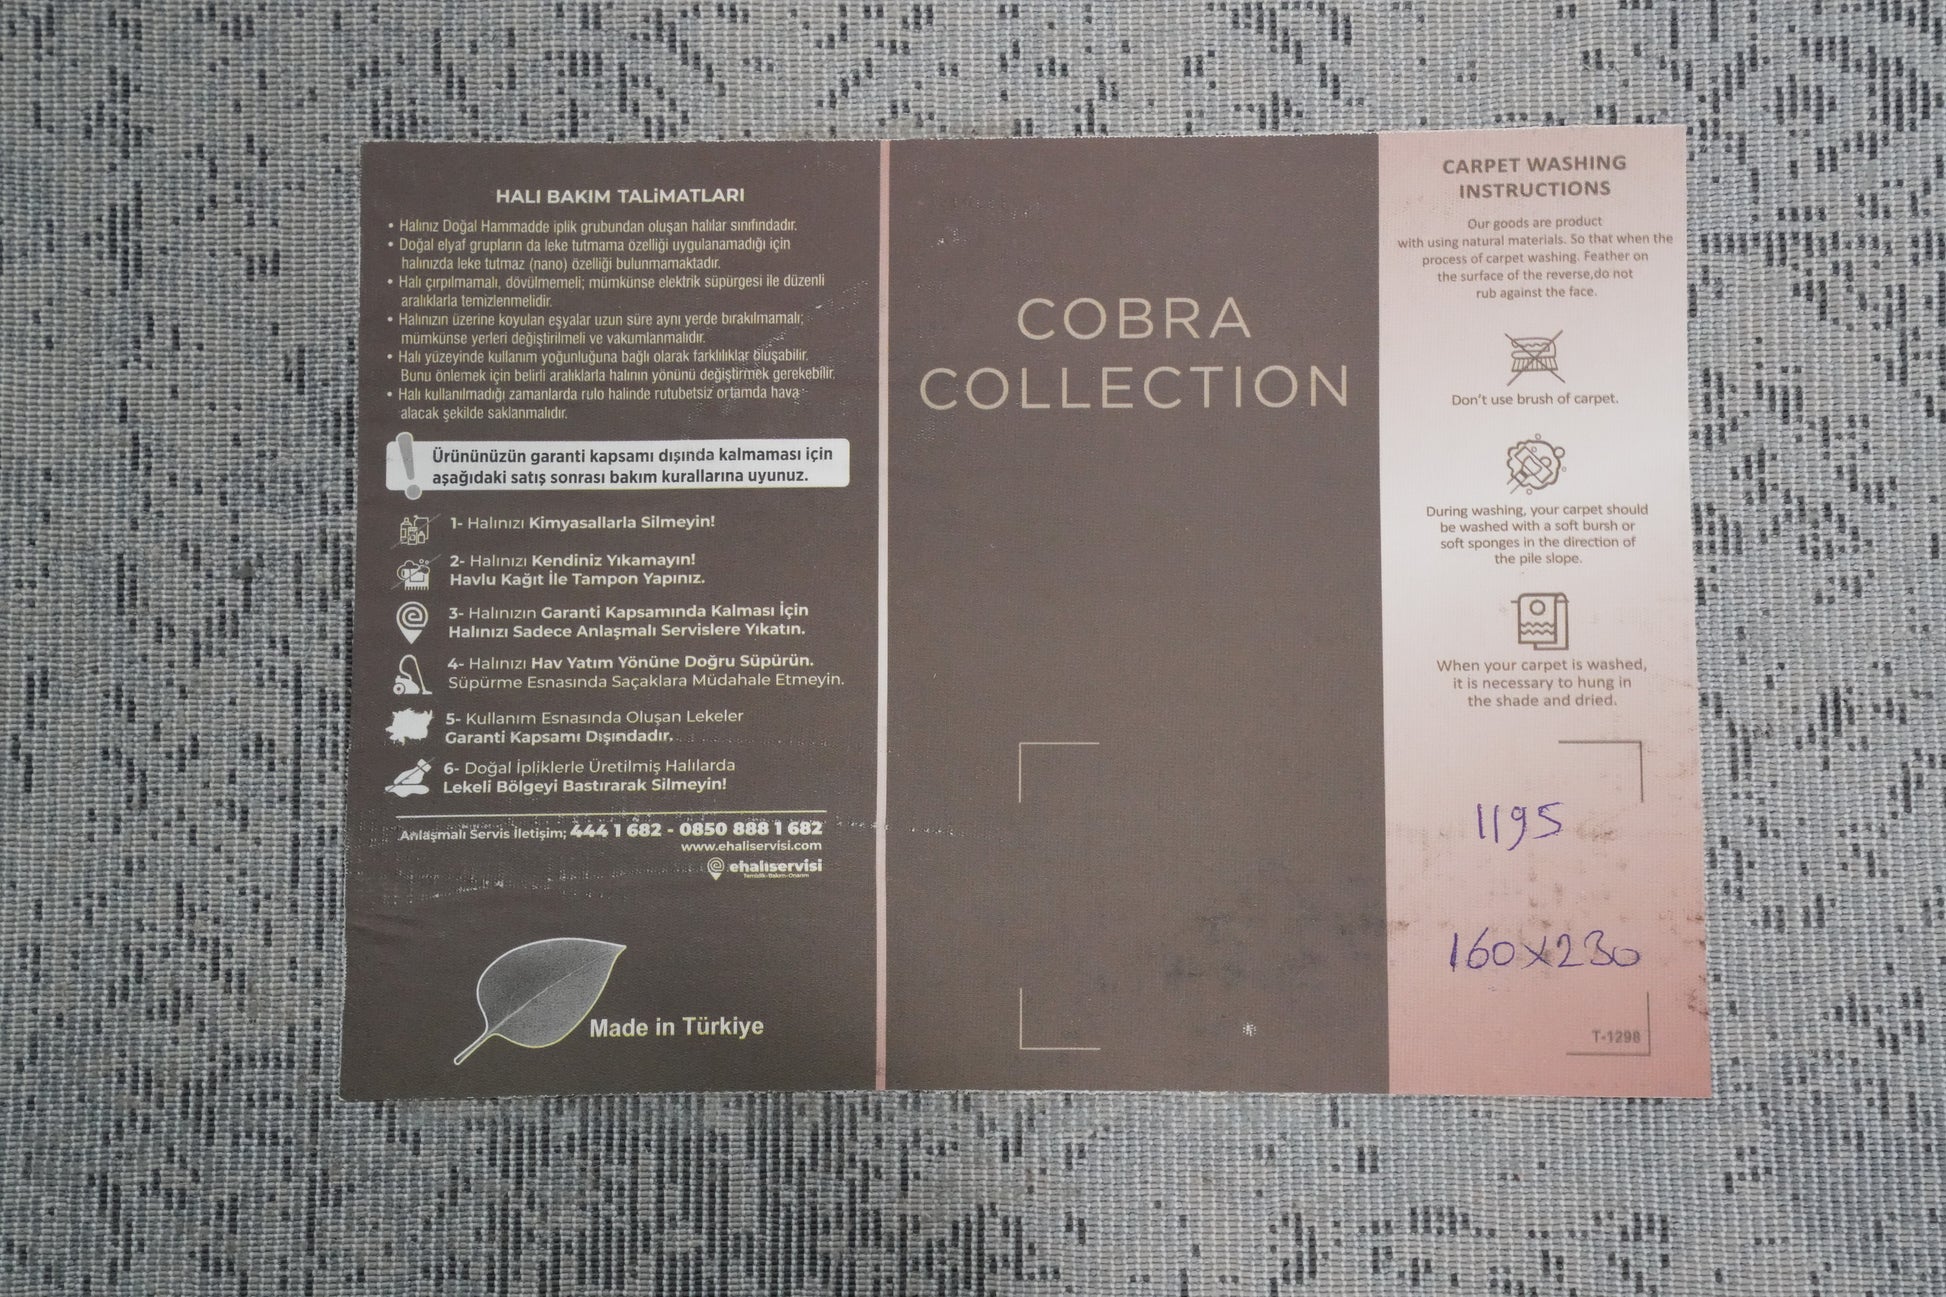 HALI BAKIM TALiMATLARI
• Halınız Doğal Hammadde iplik grubundan oluşan halılar sınıfındadır.
• Doğal elyaf grupların da leke tutmama özelliği uygulanamadığı için
halınızda leke tutmaz (nano) özelliği bulunmamaktadır.
• Halı çırpılmamalı, dövülmemeli; mümkünse elektrik süpürgesi ile düzenli
aralıklarla temizlenmelidir.
• Halınızın üzerine koyulan eşyalar uzun süre aynı yerde bırakılmamalı;
mümkünse yerleri değiştirilmeli ve vakumlanmalıdır.
• Halı yüzeyinde kullanım yoğunluğuna bağlı olarak farklılıklar oluşabilir.
Bunu önlemek için belirli aralıklarla halının yönünü değiştirmek gerekebilir.
• Halı kullanılmadığı zamanlarda rulo halinde rutubetsiz ortamda hava
alacak şekilde saklanmalıdır.
Ürününüzün garanti kapsamı dışında kalmaması için
aşağıdaki satış sonrası bakım kurallarına uyunuz.
1- Halınızı Kimyasallarla Silmeyin!
2- Halınızı Kendiniz Yıkamayın!
Havlu Kağıt İle Tampon Yapınız.
3- Halınızın Garanti Kapsamında Kalması İçin
Halınızı Sadece Anlaşmalı Servislere Yıkatın.
4- Halınızı Hav Yatım Yönüne Doğru Süpürün.
Süpürme Esnasında Saçaklara Müdahale Etmeyin.
5- Kullanım Esnasında Oluşan Lekeler
Garanti Kapsamı Dışındadır.
6- Doğal İpliklerle Üretilmiş Halılarda
Lekeli Bölgeyi Bastırarak Silmeyin!
Anlaşmalı Servis İletişim; 444 1 682 - 0850 888 1 682
www.ehaliservisi.com
ehalıservisi
Temizlik-Bakım-Onarım
Made in Türkiye
COBRA
COLLECTION
CARPET WASHING
INSTRUCTIONS
Our goods are product
with using natural materials. So that when the
process of carpet washing. Feather on
the surface of the reverse,do not
rub against the face.
Don't use brush of carpet.
During washing, your carpet should
be washed with a soft bursh or
soft sponges in the direction of
the pile slope.
When your carpet is washed,
it is necessary to hung in
the shade and dried.
1195
160x230
T-1298